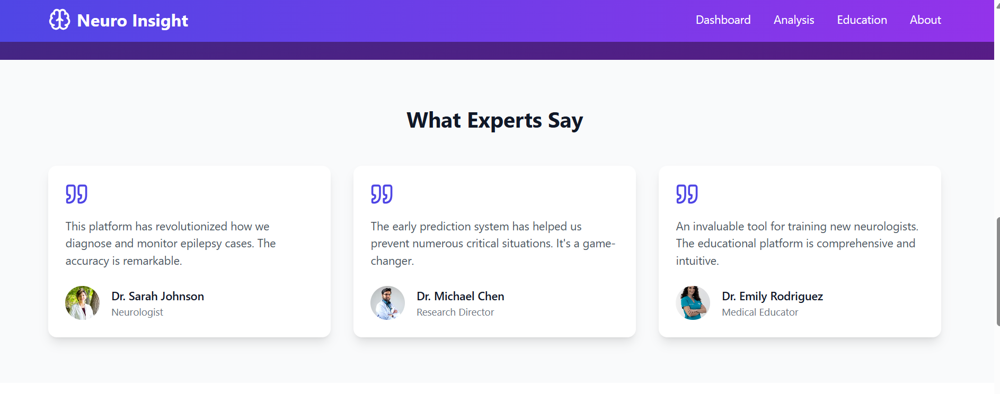 Neuro Insight
Dashboard Analysis Education About
What Experts Say
This platform has revolutionized how we
diagnose and monitor epilepsy cases. The
accuracy is remarkable.
Dr. Sarah Johnson
Neurologist
The early prediction system has helped us
prevent numerous critical situations. It's a game-
changer.
Dr. Michael Chen
Research Director
An invaluable tool for training new neurologists.
The educational platform is comprehensive and
intuitive.
Dr. Emily Rodriguez
Medical Educator